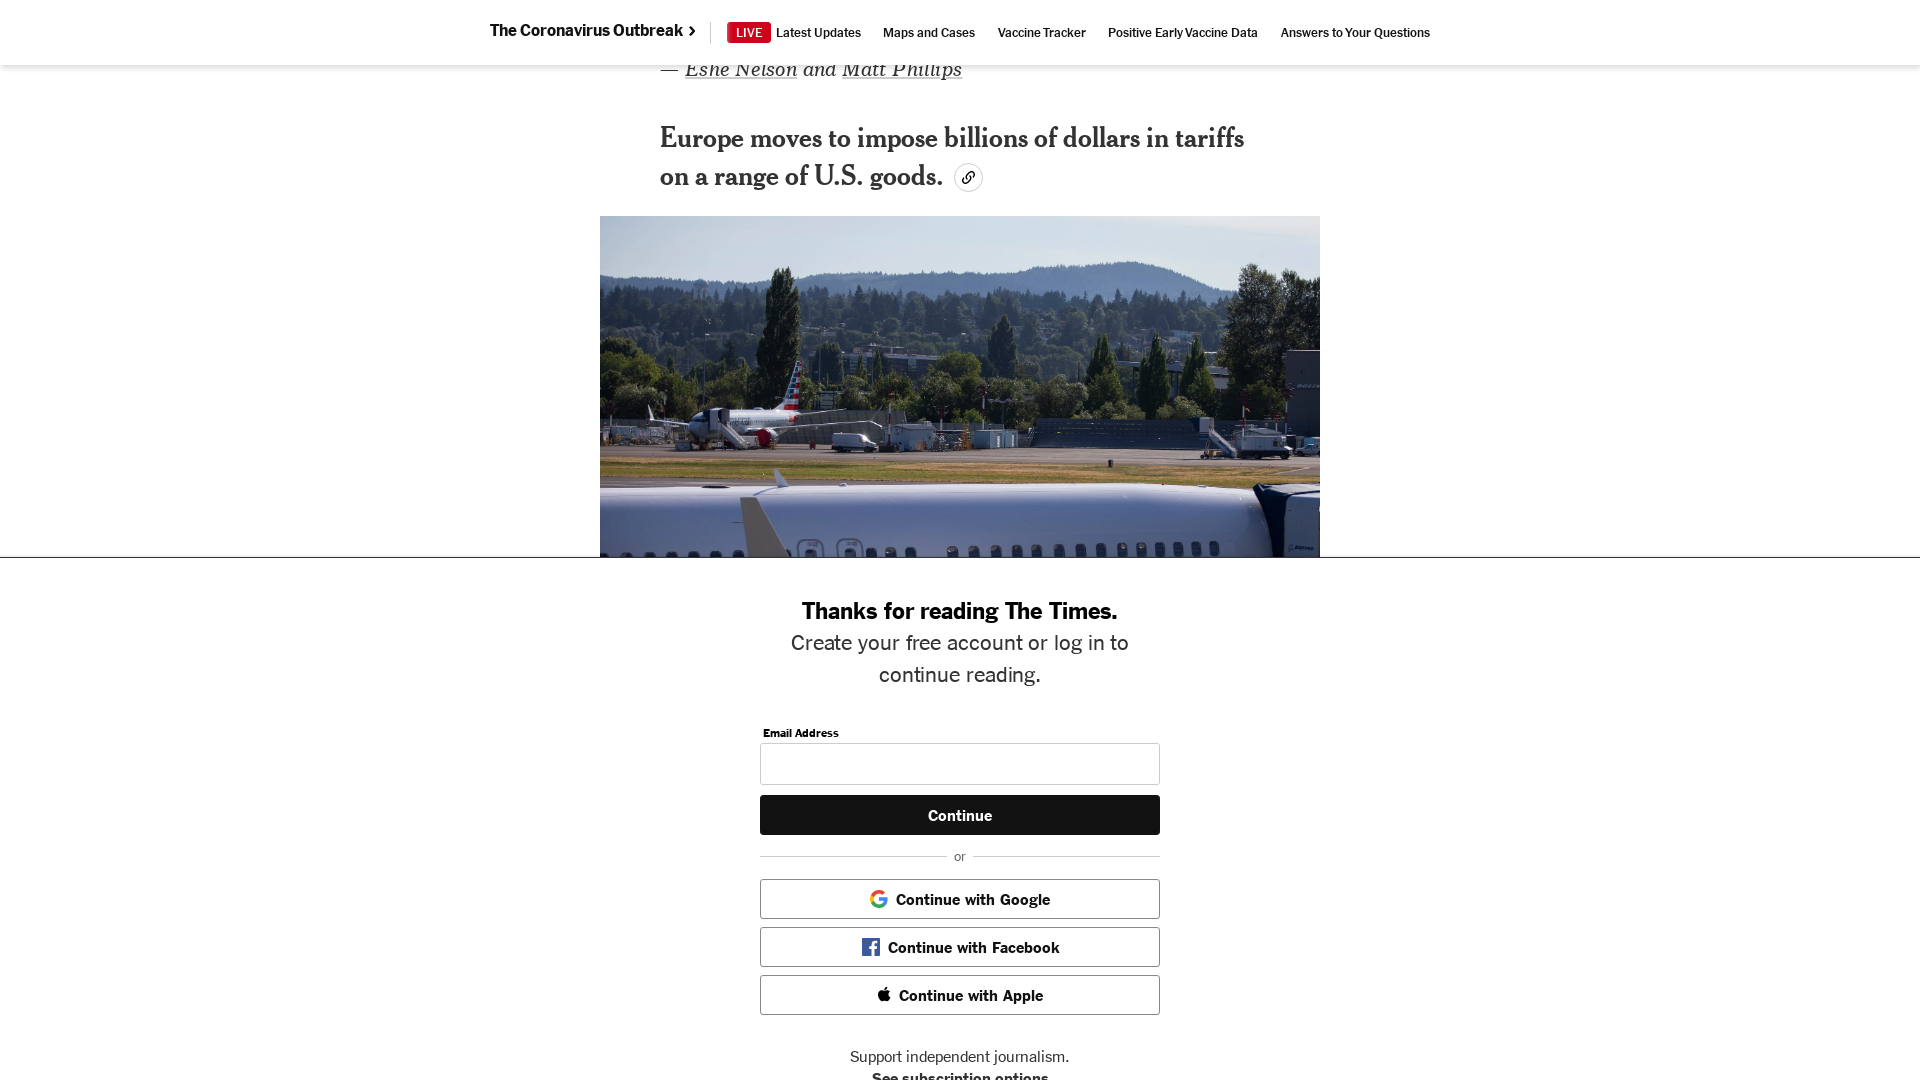 The Coronavirus Outbreak
LIVE Latest Updates Maps and Cases Vaccine Tracker Positive Early Vaccine Data Answers to Your Questions
— Eshe Nelson and Matt Phillips
Europe moves to impose billions of dollars in tariffs
on a range of U.S. goods.
Thanks for reading The Times.
Create your free account or log in to
continue reading.
Email Address
Continue
or
Continue with Google
Continue with Facebook
Continue with Apple
Support independent journalism.
See subscription options